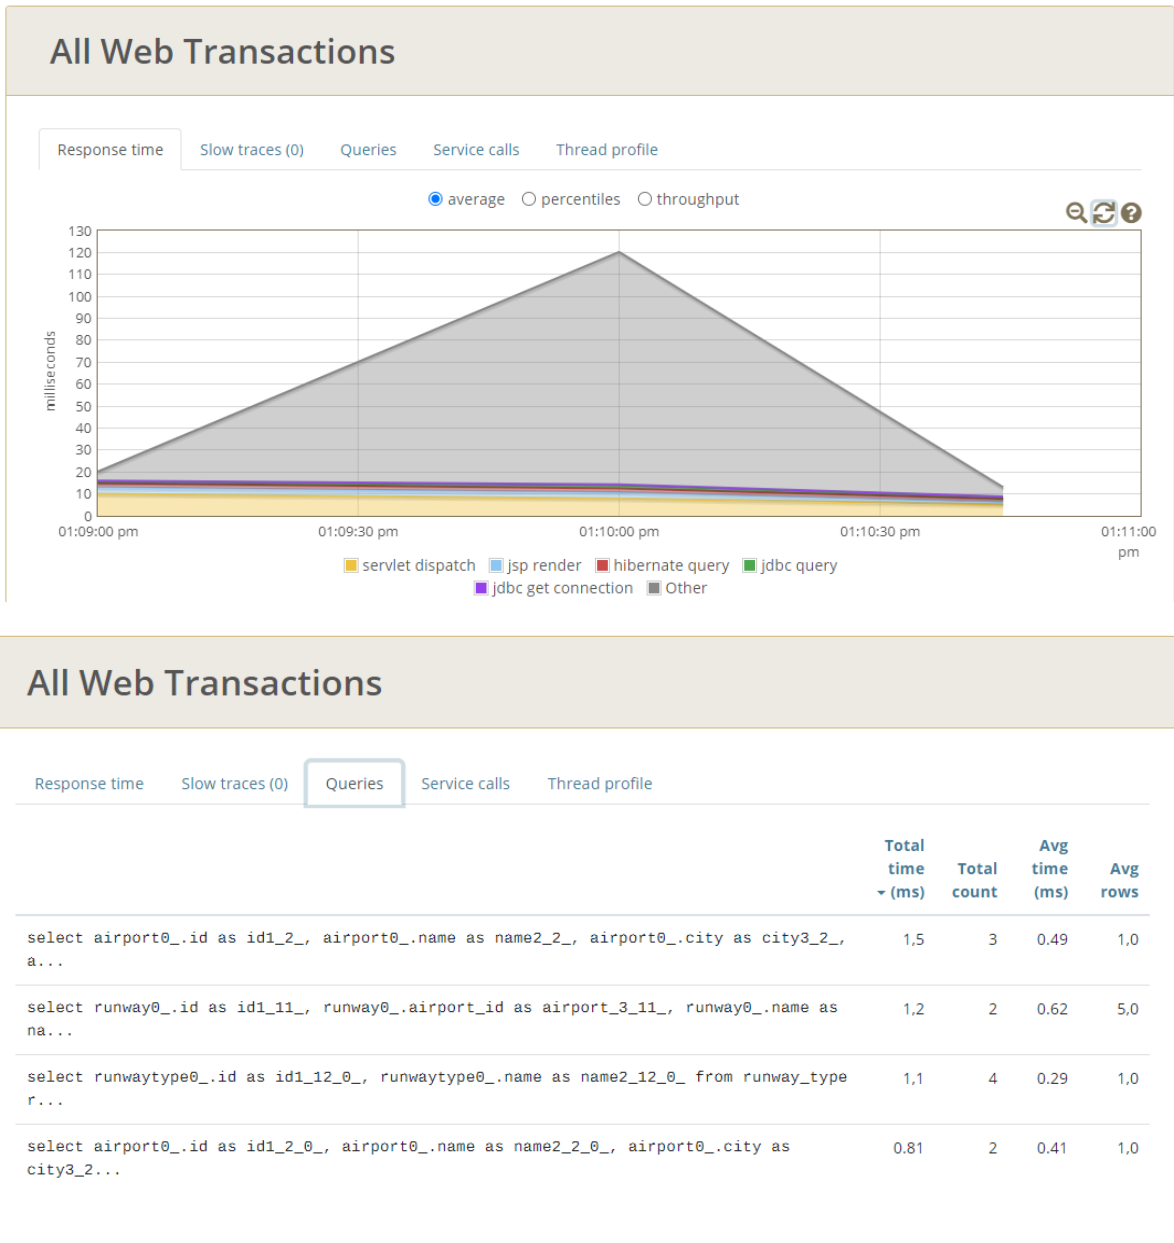 All Web Transactions
Response time Slow traces (0) Queries Service calls Thread profile
average percentiles throughput
130
120
110
100
90
80
70
60
50
40
30
20
10
0
milliseconds
01:09:00 pm 01:09:30 pm 01:10:00 pm 01:10:30 pm 01:11:00
pm
servlet dispatch jsp render hibernate query jdbc query
jdbc get connection Other
All Web Transactions
Response time Slow traces (0) Queries Service calls Thread profile
Total Avg
time Total time Avg
(ms) count (ms) rows
select airport0_.id as id1_2_, airport0_.name as name2_2_, airport0_.city as city3_2_, 1,5 3 0.49 1,0
a...
select runway0_.id as id1_11_, runway0_.airport_id as airport_3_11_, runway0_.name as 1,2 2 0.62 5,0
na...
select runwaytype0_.id as id1_12_0_, runwaytype0_.name as name2_12_0_ from runway_type 1,1 4 0.29 1,0
r...
select airport0_.id as id1_2_0_, airport0_.name as name2_2_0_, airport0_.city as 0.81 2 0.41 1,0
city3_2...